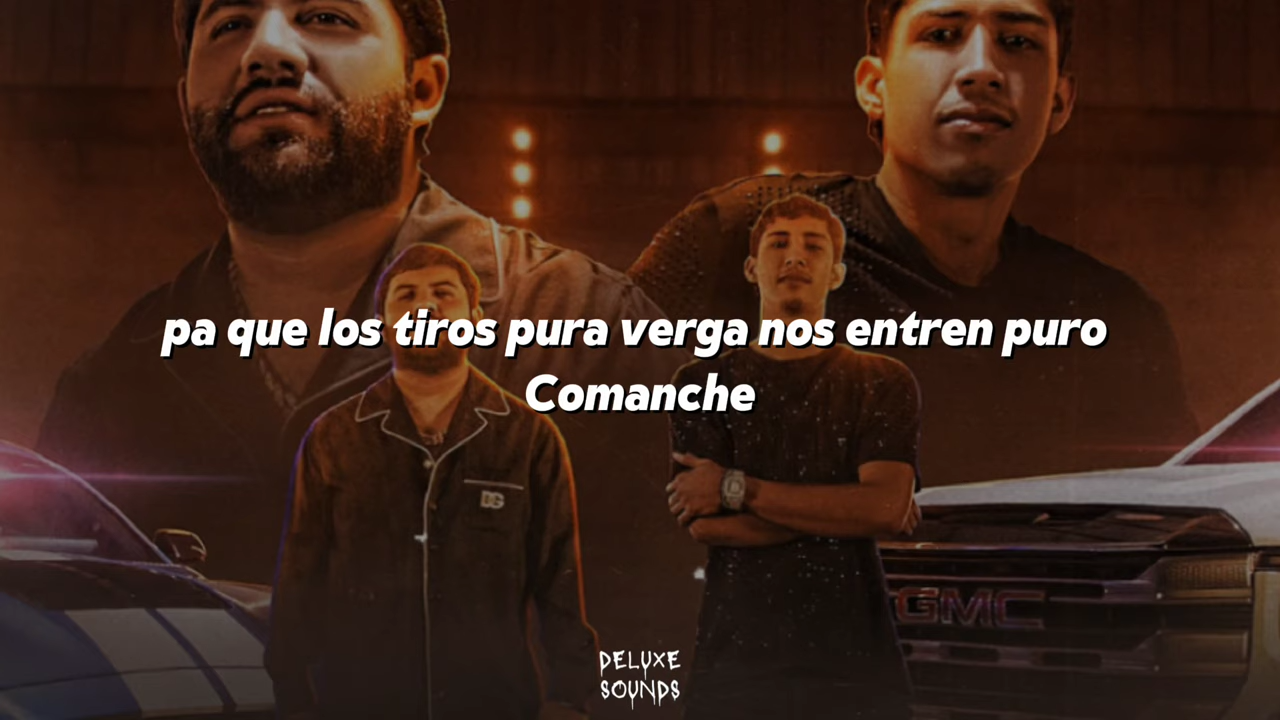 pa que los tiros pura verga nos entren puro
Comanche
DG
GMC
DELUXE
SOUNDS